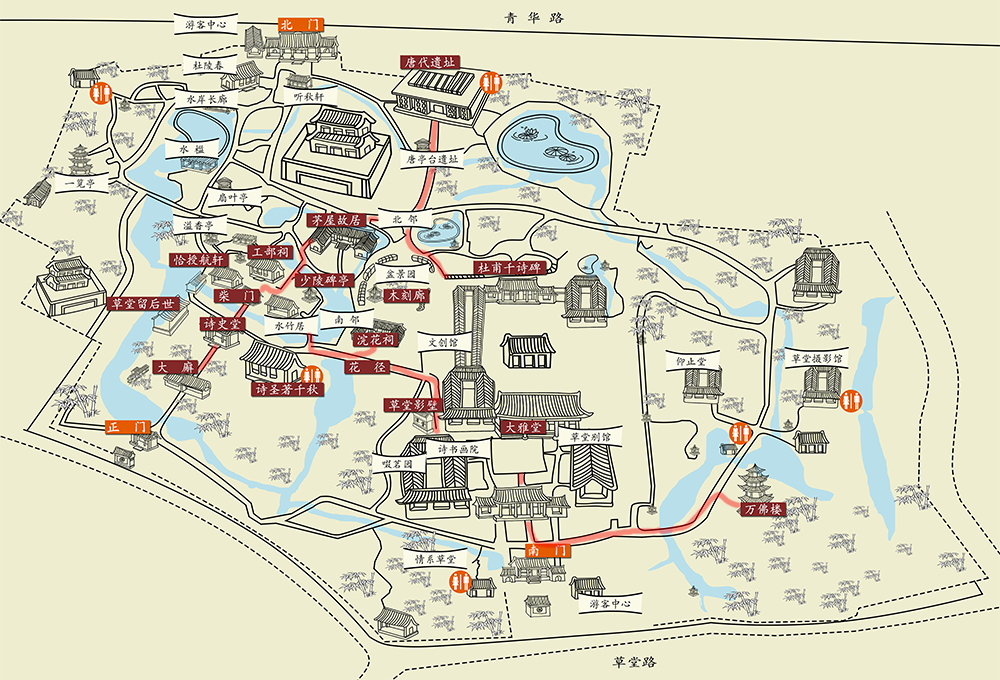 青华路
游客中心
北门
杜陵春
唐代遗址
水岸长廊
听秋轩
水槛
唐亭台遗址
一览亭
扇叶亭
溢香亭
茅屋故居
北邻
恰授航轩
工部祠
盆景园
杜甫千诗碑
少陵碑亭
草堂留后世
柴门
木刻廊
诗史堂
水竹居
南邻
浣花祠
文创馆
大廨
花径
仰止堂
草堂摄影馆
诗圣著千秋
草堂影壁
正门
大雅堂
诗书画院
草堂别馆
啜茗园
万佛楼
南门
情系草堂
游客中心
草堂路